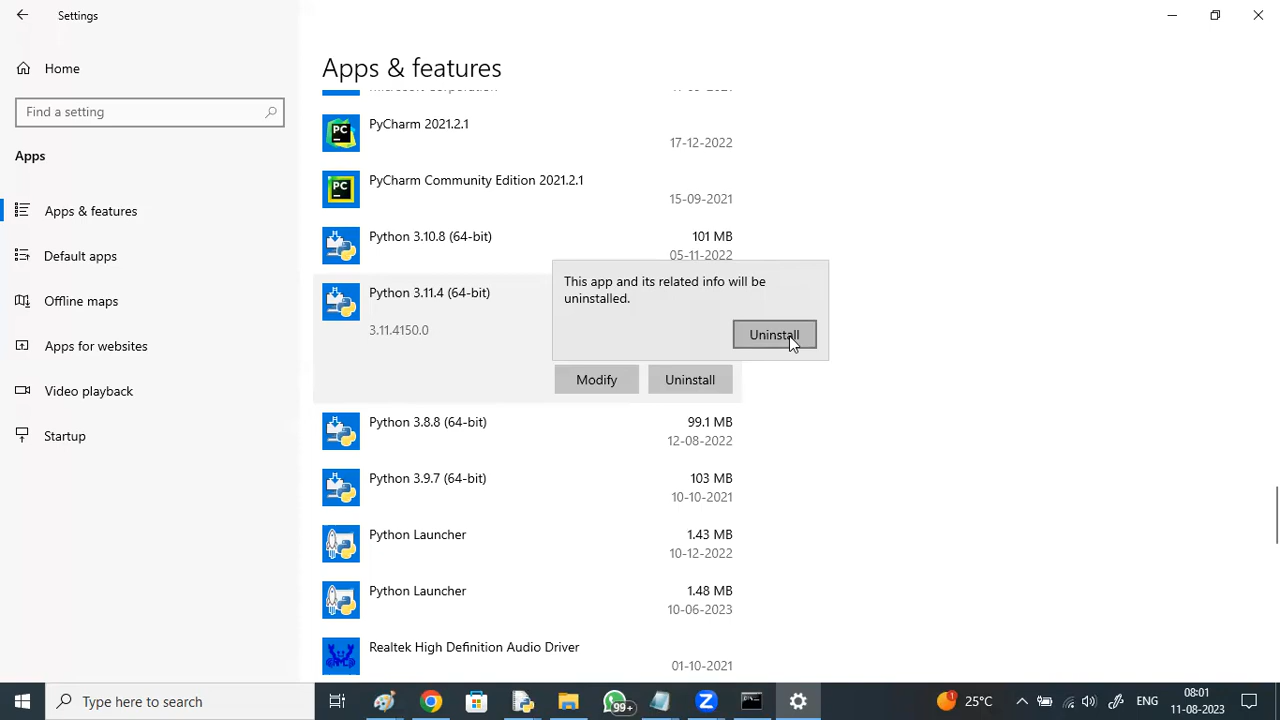 Settings
Home
Find a setting
Apps
Apps & features
Default apps
Offline maps
Apps for websites
Video playback
Startup
Apps & features
PyCharm 2021.2.1
17-12-2022
PyCharm Community Edition 2021.2.1
15-09-2021
Python 3.10.8 (64-bit)
101 MB
05-11-2022
Python 3.11.4 (64-bit)
3.11.4150.0
This app and its related info will be
uninstalled.
Uninstall
Modify
Uninstall
Python 3.8.8 (64-bit)
99.1 MB
12-08-2022
Python 3.9.7 (64-bit)
103 MB
10-10-2021
Python Launcher
1.43 MB
10-12-2022
Python Launcher
1.48 MB
10-06-2023
Realtek High Definition Audio Driver
01-10-2021
Type here to search
99+
1
25°C
ENG
08:01
11-08-2023